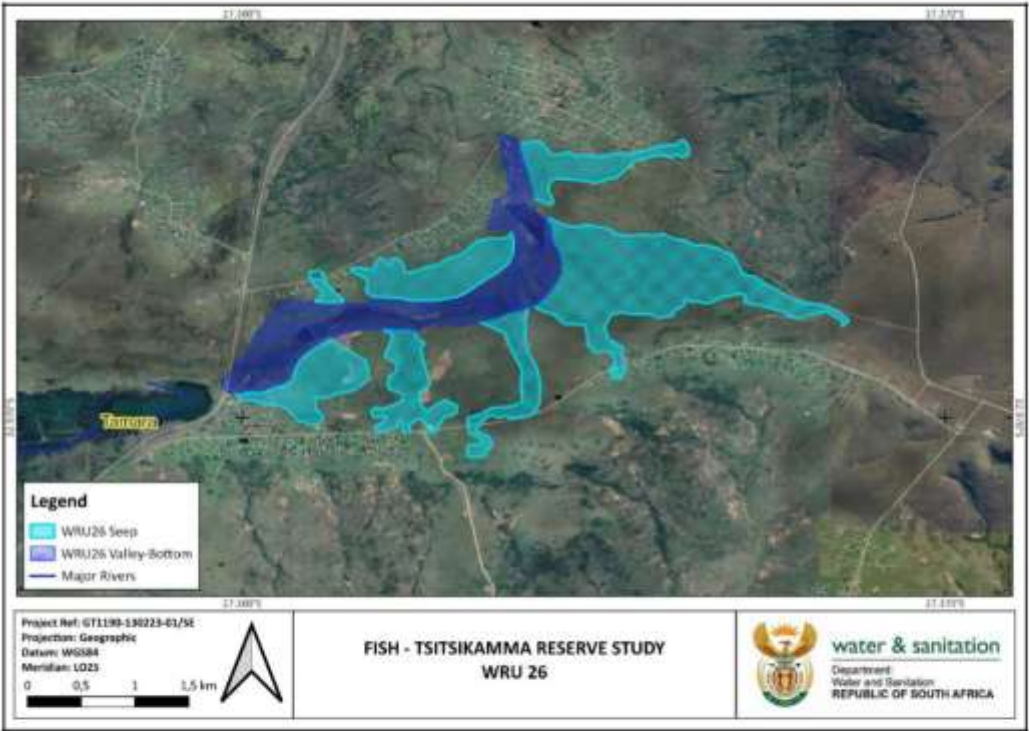 Legend
WRU26 Seep
WRU26 Valley-Bottom
Major Rivers
Project Ref: GT1190-130223-01/SE
Projection: Geographic
Datum: WGS84
Meridian: LO25
0 0,5 1 1,5 km
FISH - TSITSIKAMMA RESERVE STUDY
WRU 26
water & sanitation
Department:
Water and Sanitation
REPUBLIC OF SOUTH AFRICA